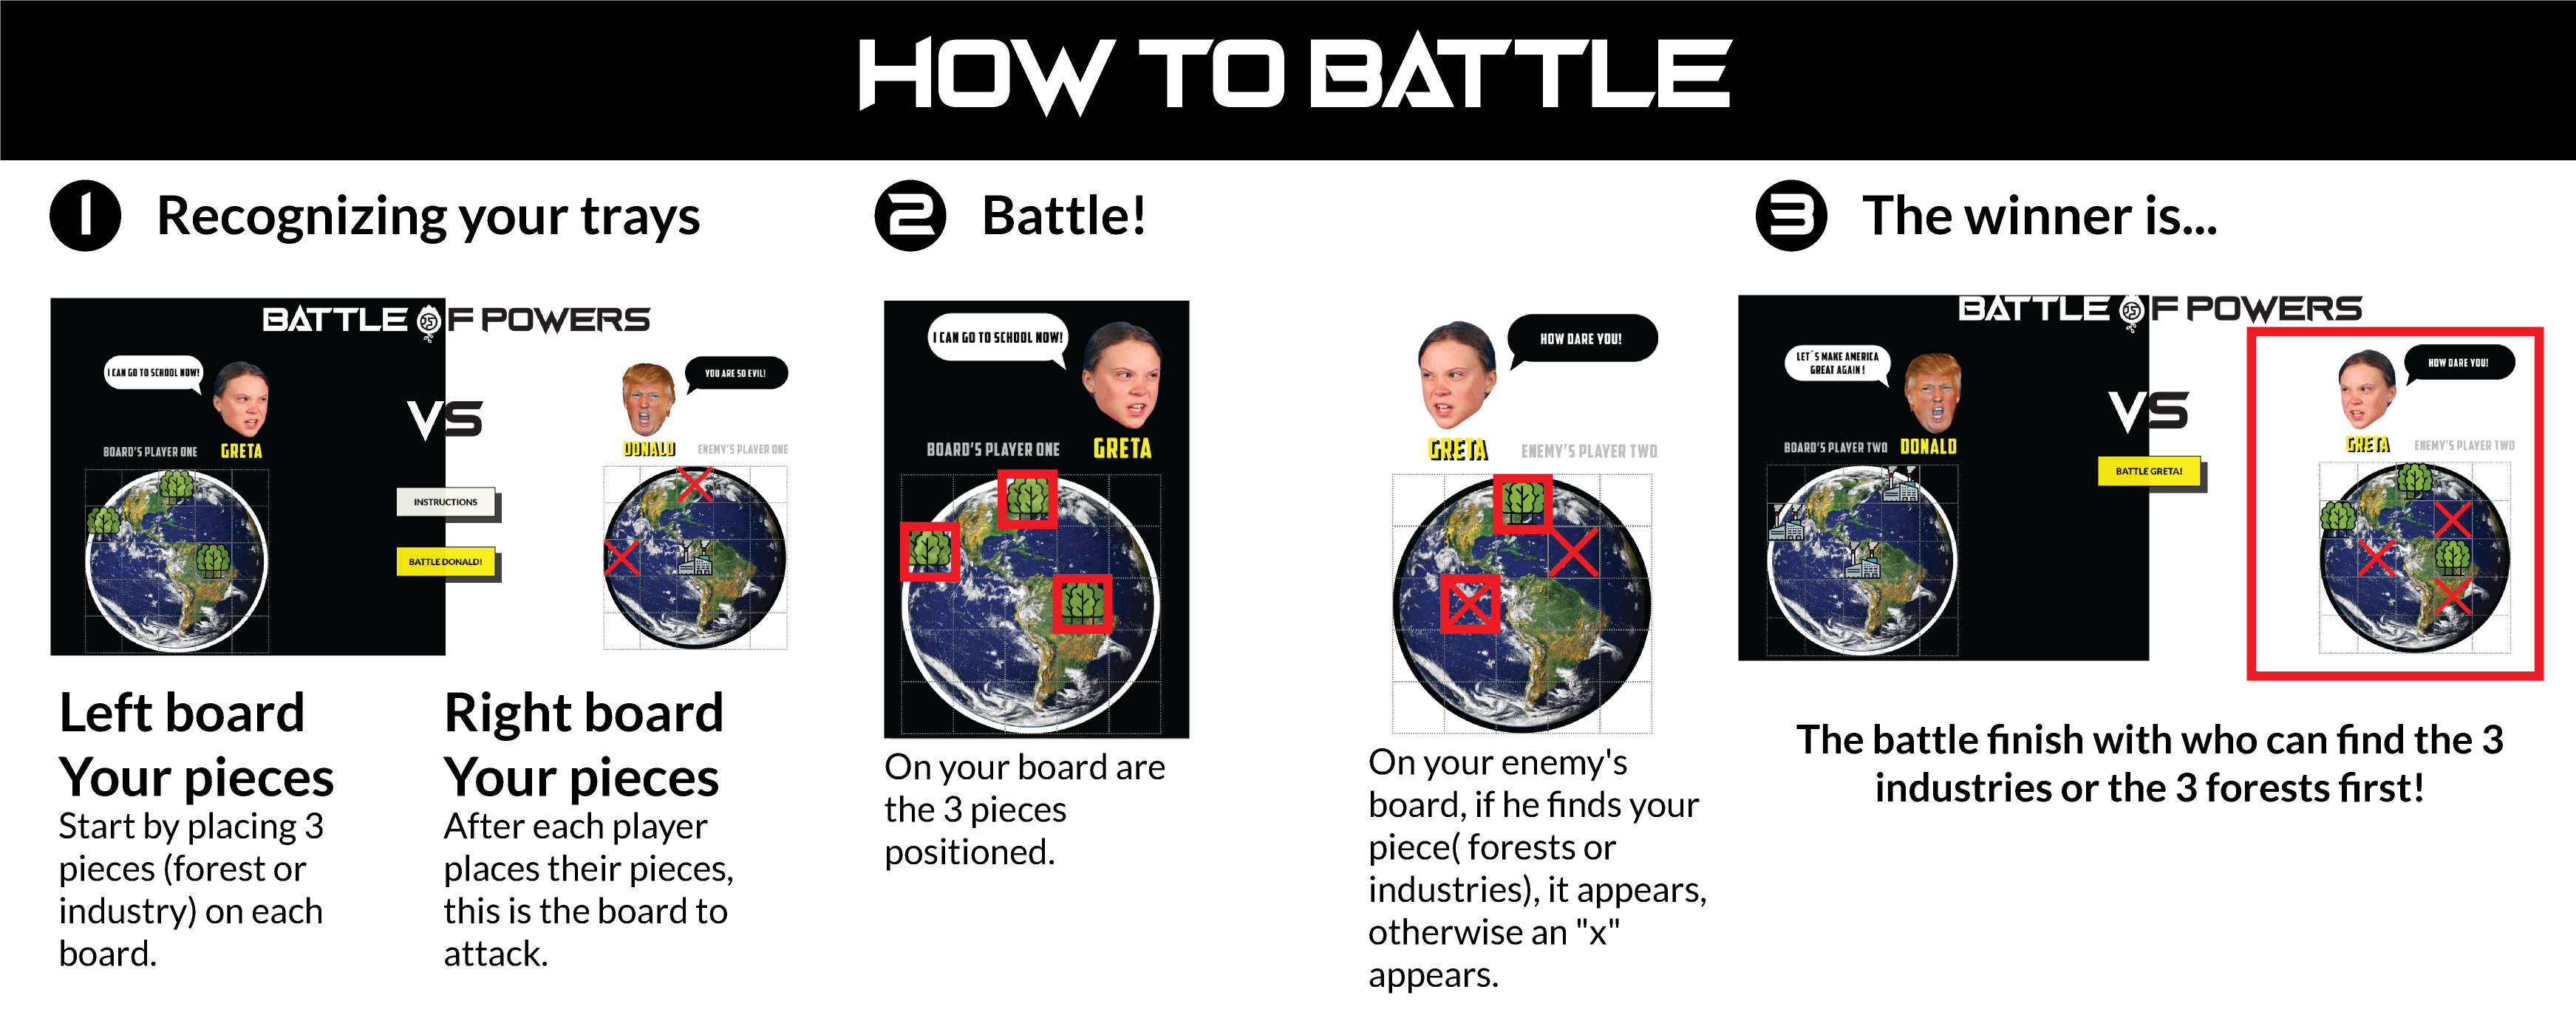 HOW TO BATTLE
1 Recognizing your trays
BATTLE OF POWERS
I CAN GO TO SCHOOL NOW!
YOU ARE SO EVIL!
VS
BOARD'S PLAYER ONE GRETA
DONALD ENEMY'S PLAYER ONE
INSTRUCTIONS
BATTLE DONALD!
Left board
Your pieces
Start by placing 3
pieces (forest or
industry) on each
board.
Right board
Your pieces
After each player
places their pieces,
this is the board to
attack.
2 Battle!
I CAN GO TO SCHOOL NOW!
BOARD'S PLAYER ONE GRETA
On your board are
the 3 pieces
positioned.
HOW DARE YOU!
GRETA ENEMY'S PLAYER TWO
On your enemy's
board, if he finds your
piece( forests or
industries), it appears,
otherwise an "x"
appears.
3 The winner is...
BATTLE OF POWERS
LET´S MAKE AMERICA
GREAT AGAIN !
HOW DARE YOU!
VS
BOARD'S PLAYER TWO DONALD
GRETA ENEMY'S PLAYER TWO
BATTLE GRETA!
The battle finish with who can find the 3
industries or the 3 forests first!